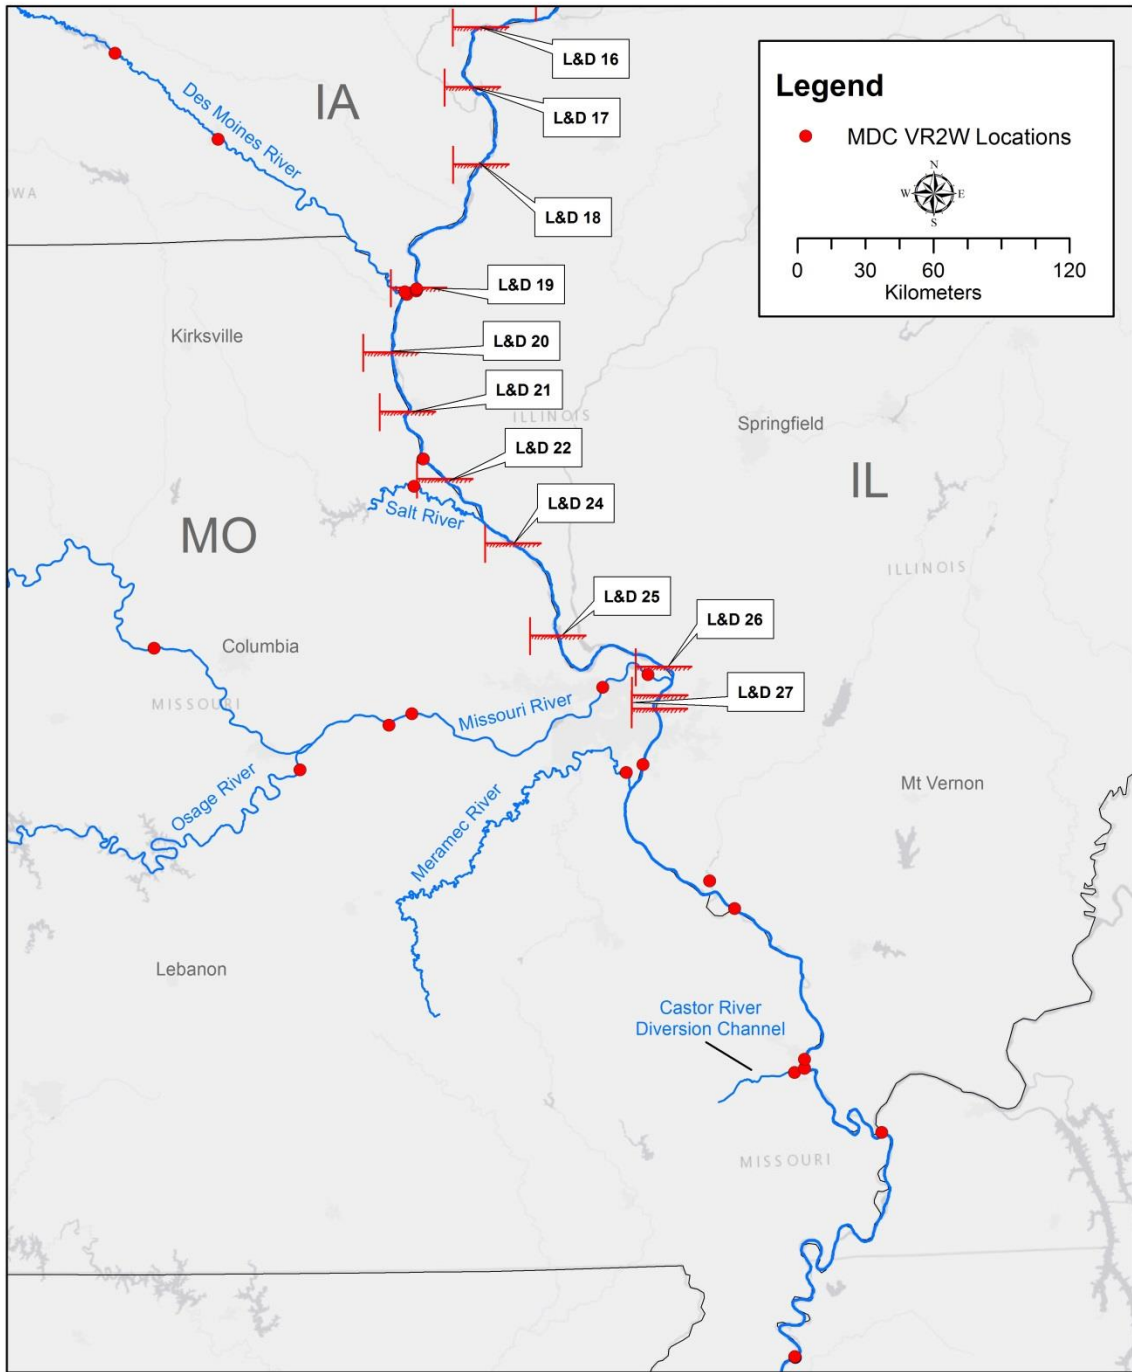 L&D 16
IA
Legend
Des Moines River
L&D 17
MDC VR2W Locations
N
W
E
S
OWA
L&D 18
0
30
60
120
Kilometers
L&D 19
Kirksville
L&D 20
L&D 21
ILLINOIS
Springfield
L&D 22
IL
Salt River
MO
L&D 24
ILLINOIS
L&D 25
L&D 26
Columbia
MISSOURI
L&D 27
Missouri River
Osage River
Meramec River
Mt Vernon
Lebanon
Castor River
Diversion Channel
MISSOURI